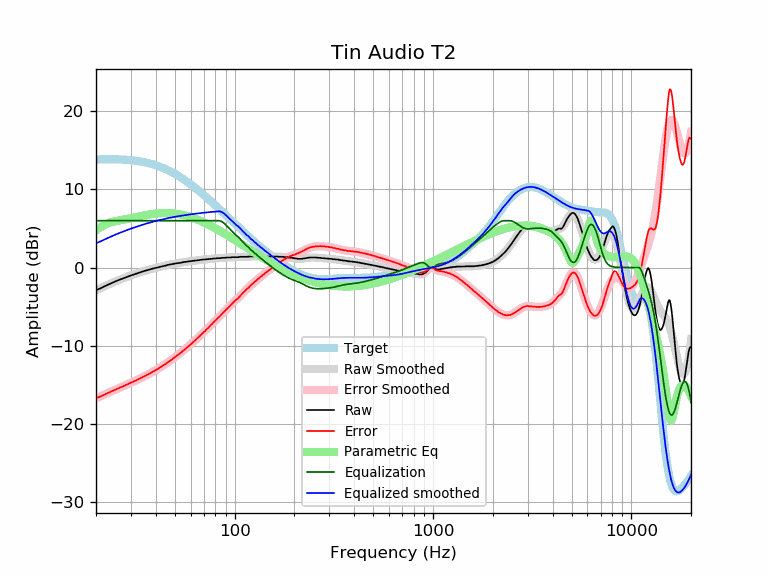 Tin Audio T2
Amplitude (dBr)
20
10
0
−10
−20
−30
Target
Raw Smoothed
Error Smoothed
Raw
Error
Parametric Eq
Equalization
Equalized smoothed
100
1000
10000
Frequency (Hz)